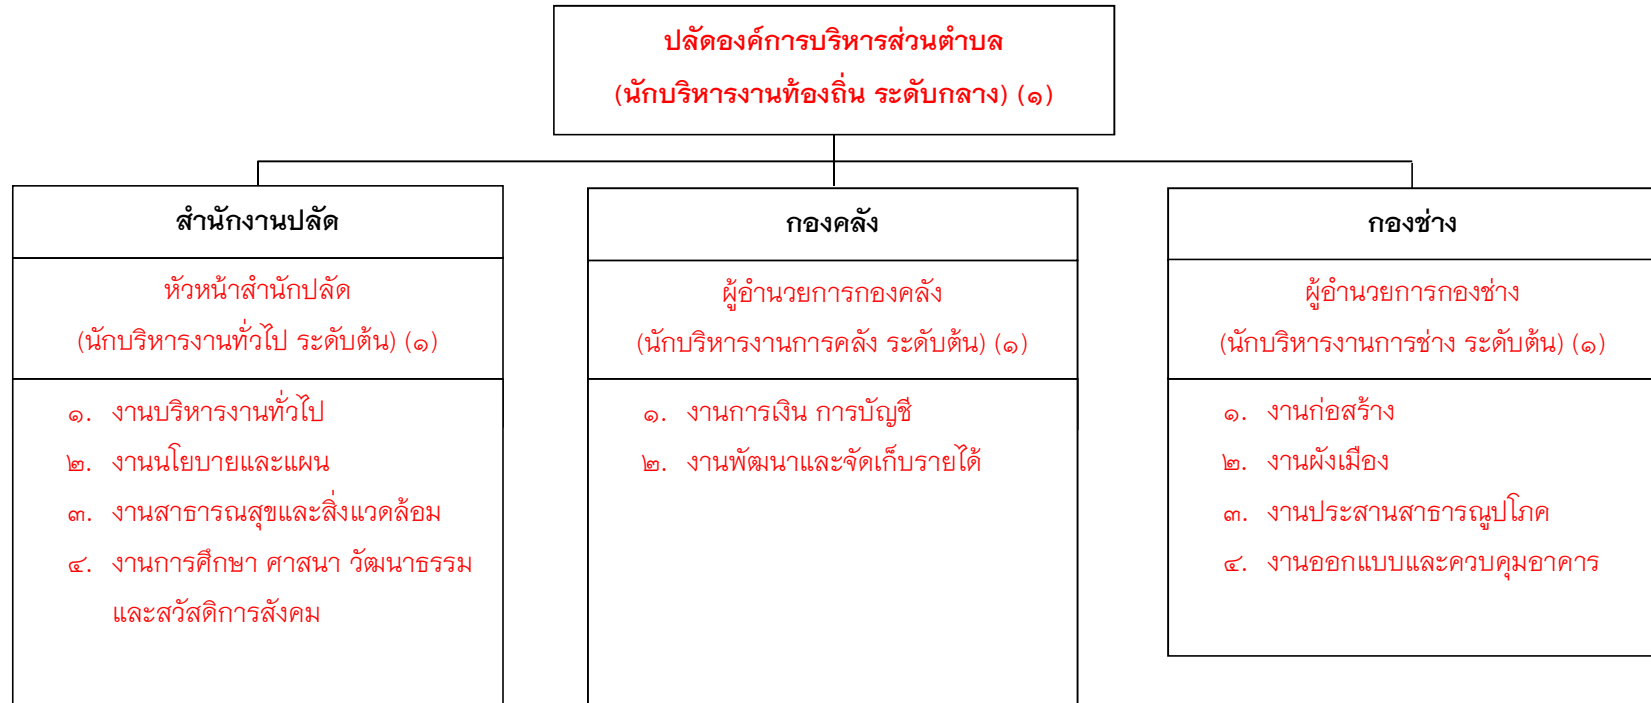 ปลัดองค์การบริหารส่วนตำบล
(นักบริหารงานท้องถิ่น ระดับกลาง) (๑)
สำนักงานปลัด
หัวหน้าสำนักปลัด
(นักบริหารงานทั่วไป ระดับต้น) (๑)
๑. งานบริหารงานทั่วไป
๒. งานนโยบายและแผน
๓. งานสาธารณสุขและสิ่งแวดล้อม
๔. งานการศึกษา ศาสนา วัฒนาธรรม
และสวัสดิการสังคม
กองคลัง
ผู้อำนวยการกองคลัง
(นักบริหารงานการคลัง ระดับต้น) (๑)
๑. งานการเงิน การบัญชี
๒. งานพัฒนาและจัดเก็บรายได้
กองช่าง
ผู้อำนวยการกองช่าง
(นักบริหารงานการช่าง ระดับต้น) (๑)
๑. งานก่อสร้าง
๒. งานผังเมือง
๓. งานประสานสาธารณูปโภค
๔. งานออกแบบและควบคุมอาคาร